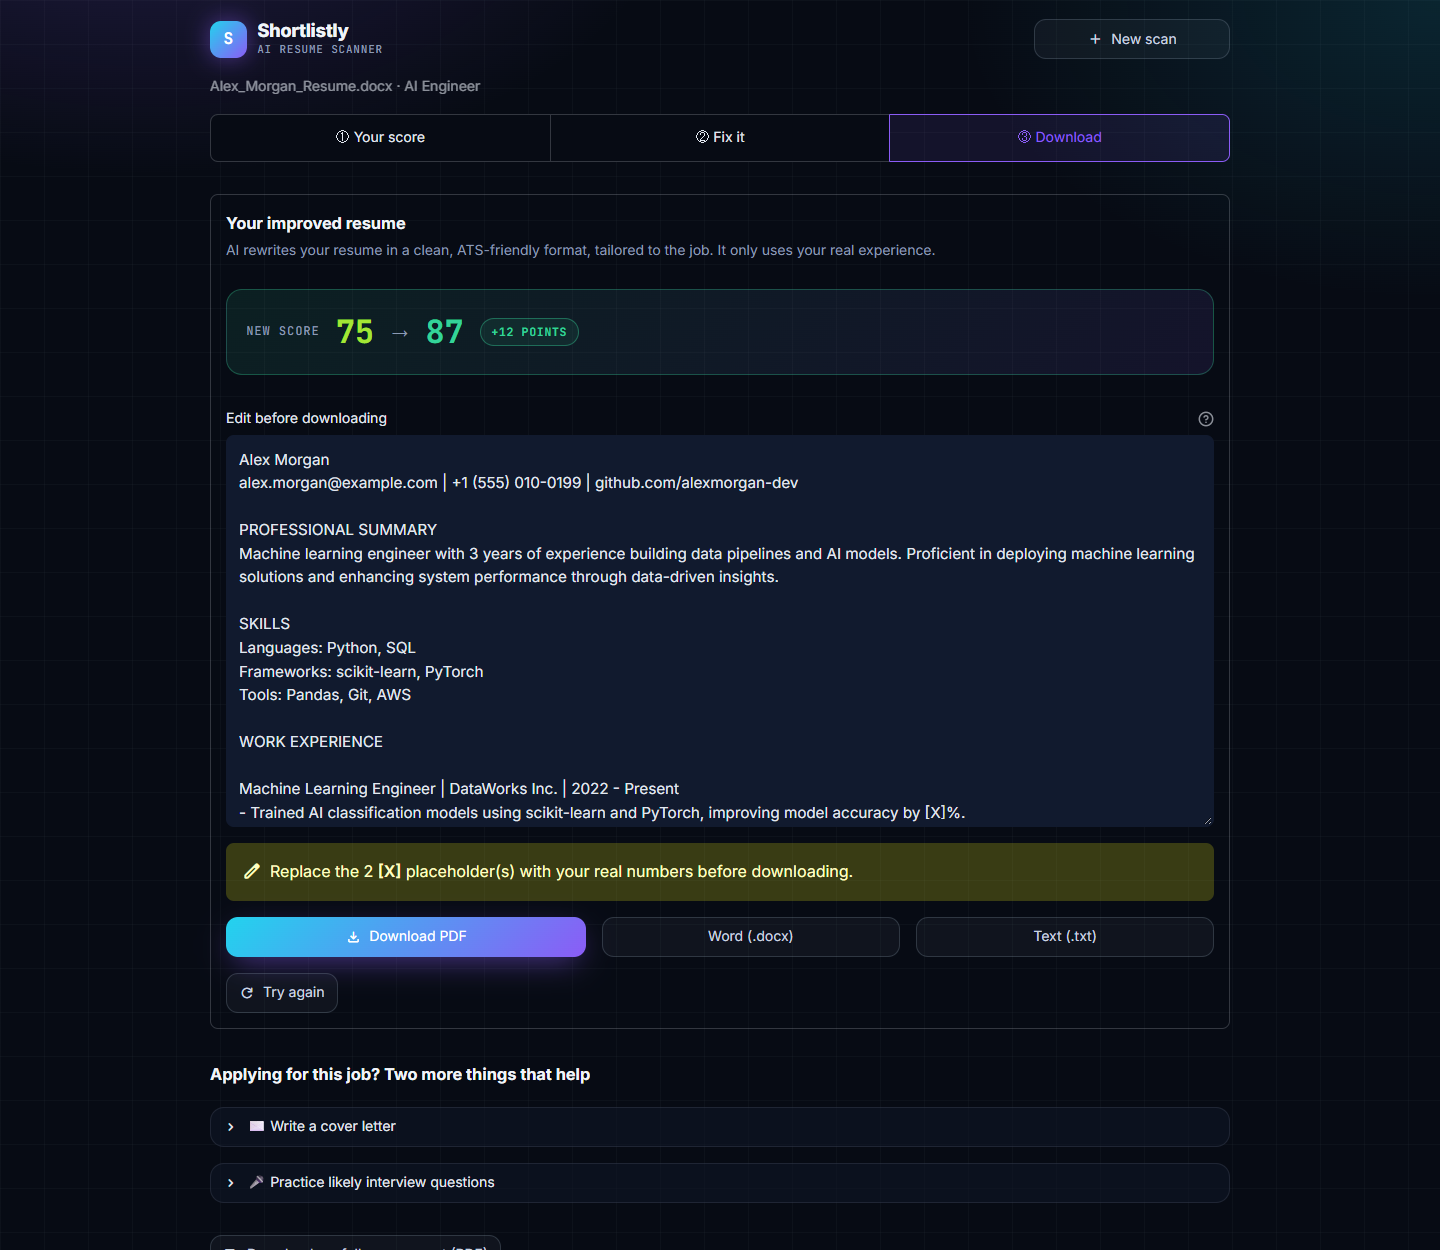 S
Shortlistly
AI RESUME SCANNER
+ New scan
Alex_Morgan_Resume.docx · AI Engineer
① Your score
② Fix it
③ Download
Your improved resume
AI rewrites your resume in a clean, ATS-friendly format, tailored to the job. It only uses your real experience.
NEW SCORE 75 → 87 +12 POINTS
Edit before downloading
Alex Morgan
alex.morgan@example.com | +1 (555) 010-0199 | github.com/alexmorgan-dev
PROFESSIONAL SUMMARY
Machine learning engineer with 3 years of experience building data pipelines and AI models. Proficient in deploying machine learning
solutions and enhancing system performance through data-driven insights.
SKILLS
Languages: Python, SQL
Frameworks: scikit-learn, PyTorch
Tools: Pandas, Git, AWS
WORK EXPERIENCE
Machine Learning Engineer | DataWorks Inc. | 2022 - Present
- Trained AI classification models using scikit-learn and PyTorch, improving model accuracy by [X]%.
Replace the 2 [X] placeholder(s) with your real numbers before downloading.
Download PDF
Word (.docx)
Text (.txt)
Try again
Applying for this job? Two more things that help
Write a cover letter
Practice likely interview questions